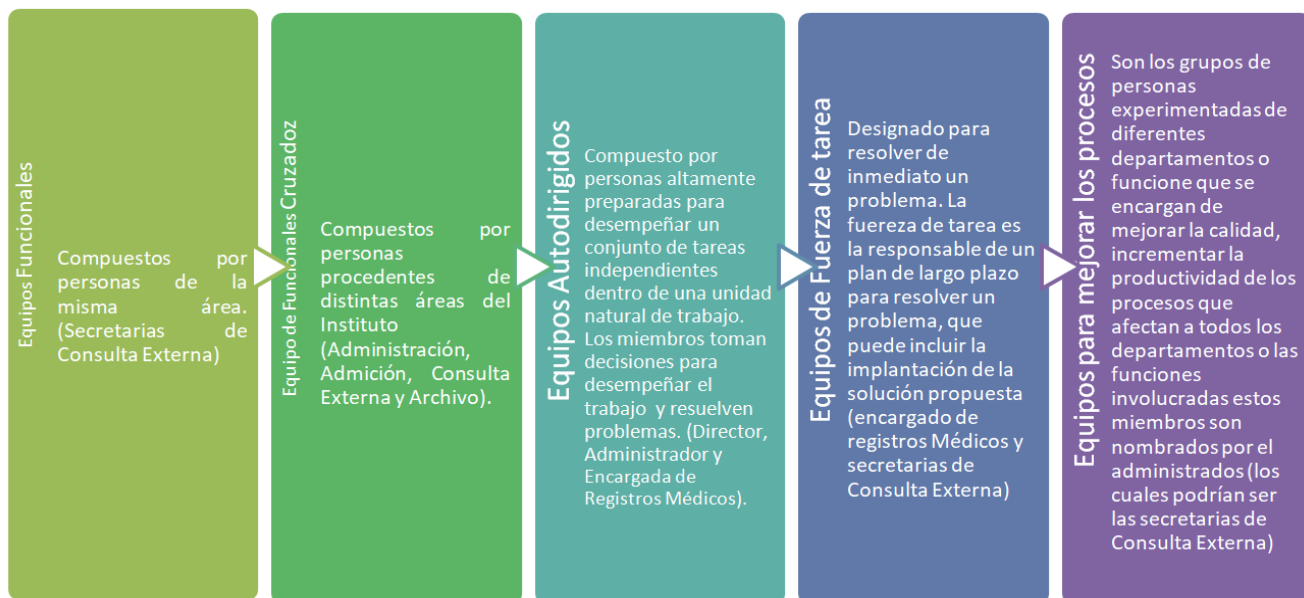 Equipos Funcionales
Compuestos por
personas de la
misma área.
(Secretarias de
Consulta Externa)
Equipo de Funcionales Cruzadoz
Compuestos por
personas
procedentes de
distintas áreas del
Instituto
(Administración,
Admición, Consulta
Externa y Archivo).
Equipos Autodirigidos
Compuesto por
personas altamente
preparadas para
desempeñar un
conjunto de tareas
independientes
dentro de una unidad
natural de trabajo.
Los miembros toman
decisiones para
desempeñar el
trabajo y resuelven
problemas. (Director,
Administrador y
Encargada de
Registros Médicos).
Equipos de Fuerza de tarea
Designado para
resolver de
inmediato un
problema. La
fuereza de tarea es
la responsable de un
plan de largo plazo
para resolver un
problema, que
puede incluir la
implantación de la
solución propuesta
(encargado de
registros Médicos y
secretarias de
Consulta Externa)
Equipos para mejorar los procesos
Son los grupos de
personas
experimentadas de
diferentes
departamentos o
funcione que se
encargan de
mejorar la calidad,
incrementar la
productividad de los
procesos que
afectan a todos los
departamentos o las
funciones
involucradas estos
miembros son
nombrados por el
administrados (los
cuales podrían ser
las secretarias de
Consulta Externa)